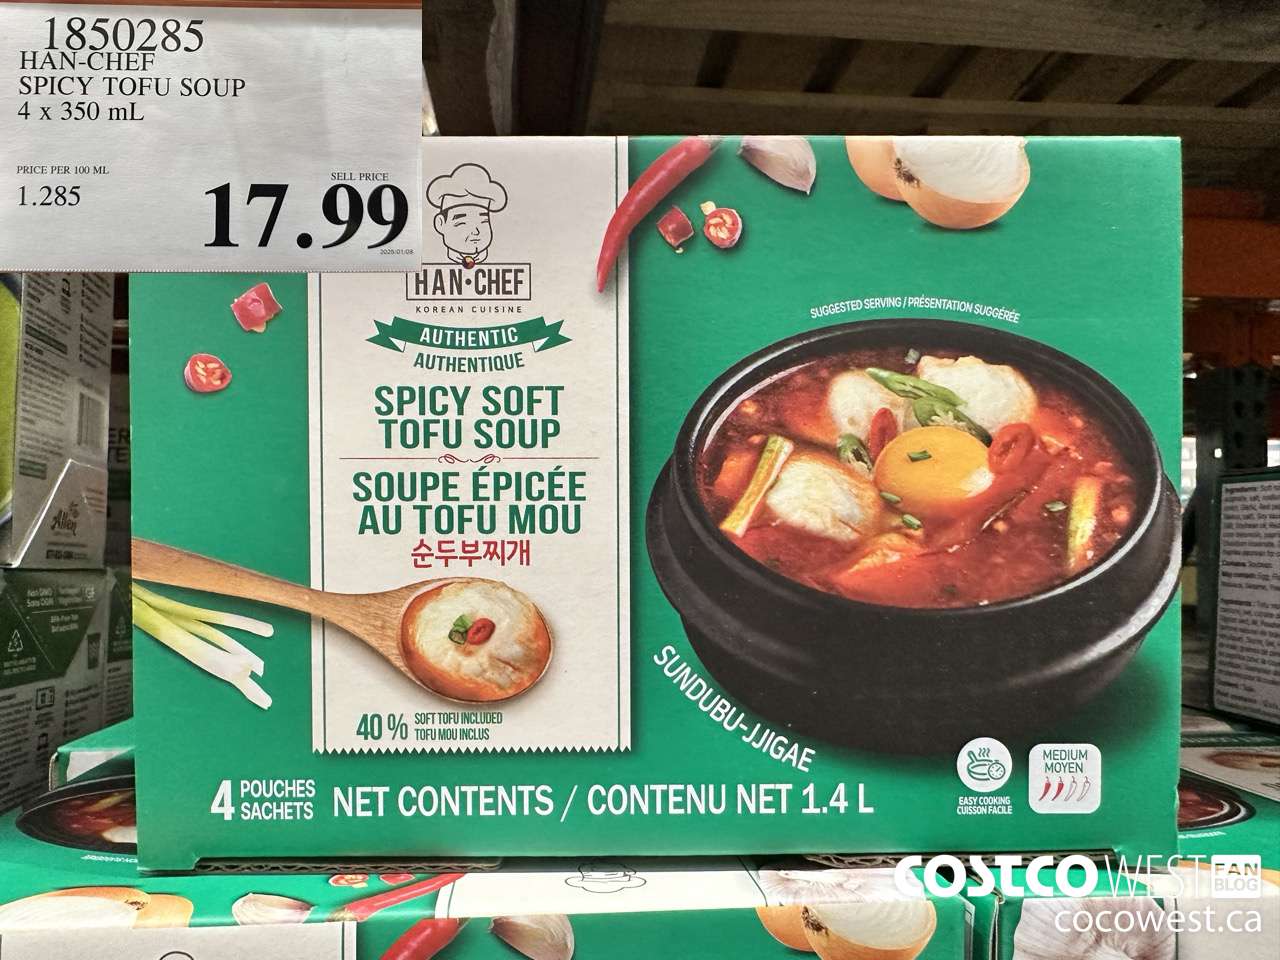 1850285
HAN-CHEF
SPICY TOFU SOUP
4 x 350 mL
PRICE PER 100 ML
1.285
SELL PRICE
17.99
HAN•CHEF
KOREAN CUISINE
AUTHENTIC
AUTHENTIQUE
SPICY SOFT
TOFU SOUP
SOUPE ÉPICÉE
AU TOFU MOU
순두부찌개
40% SOFT TOFU INCLUDED
TOFU MOU INCLUS
4 POUCHES
SACHETS
NET CONTENTS / CONTENU NET 1.4 L
SUGGESTED SERVING / PRÉSENTATION SUGGÉRÉE
SUNDUBU-JJIGAE
EASY COOKING
CUISSON FACILE
MEDIUM
MOYEN
Allen
COSTCO WEST FAN BLOG
cocowest.ca